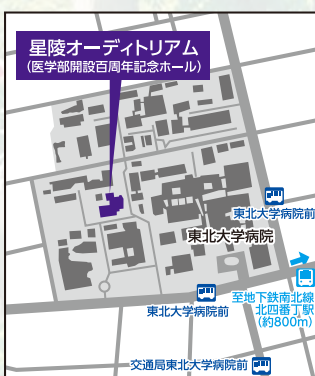 星陵オーディトリアム
（医学部開設百周年記念ホール）
東北大学病院前
東北大学病院
至地下鉄南北線
北四番丁駅
（約800m）
東北大学病院前
交通局東北大学病院前